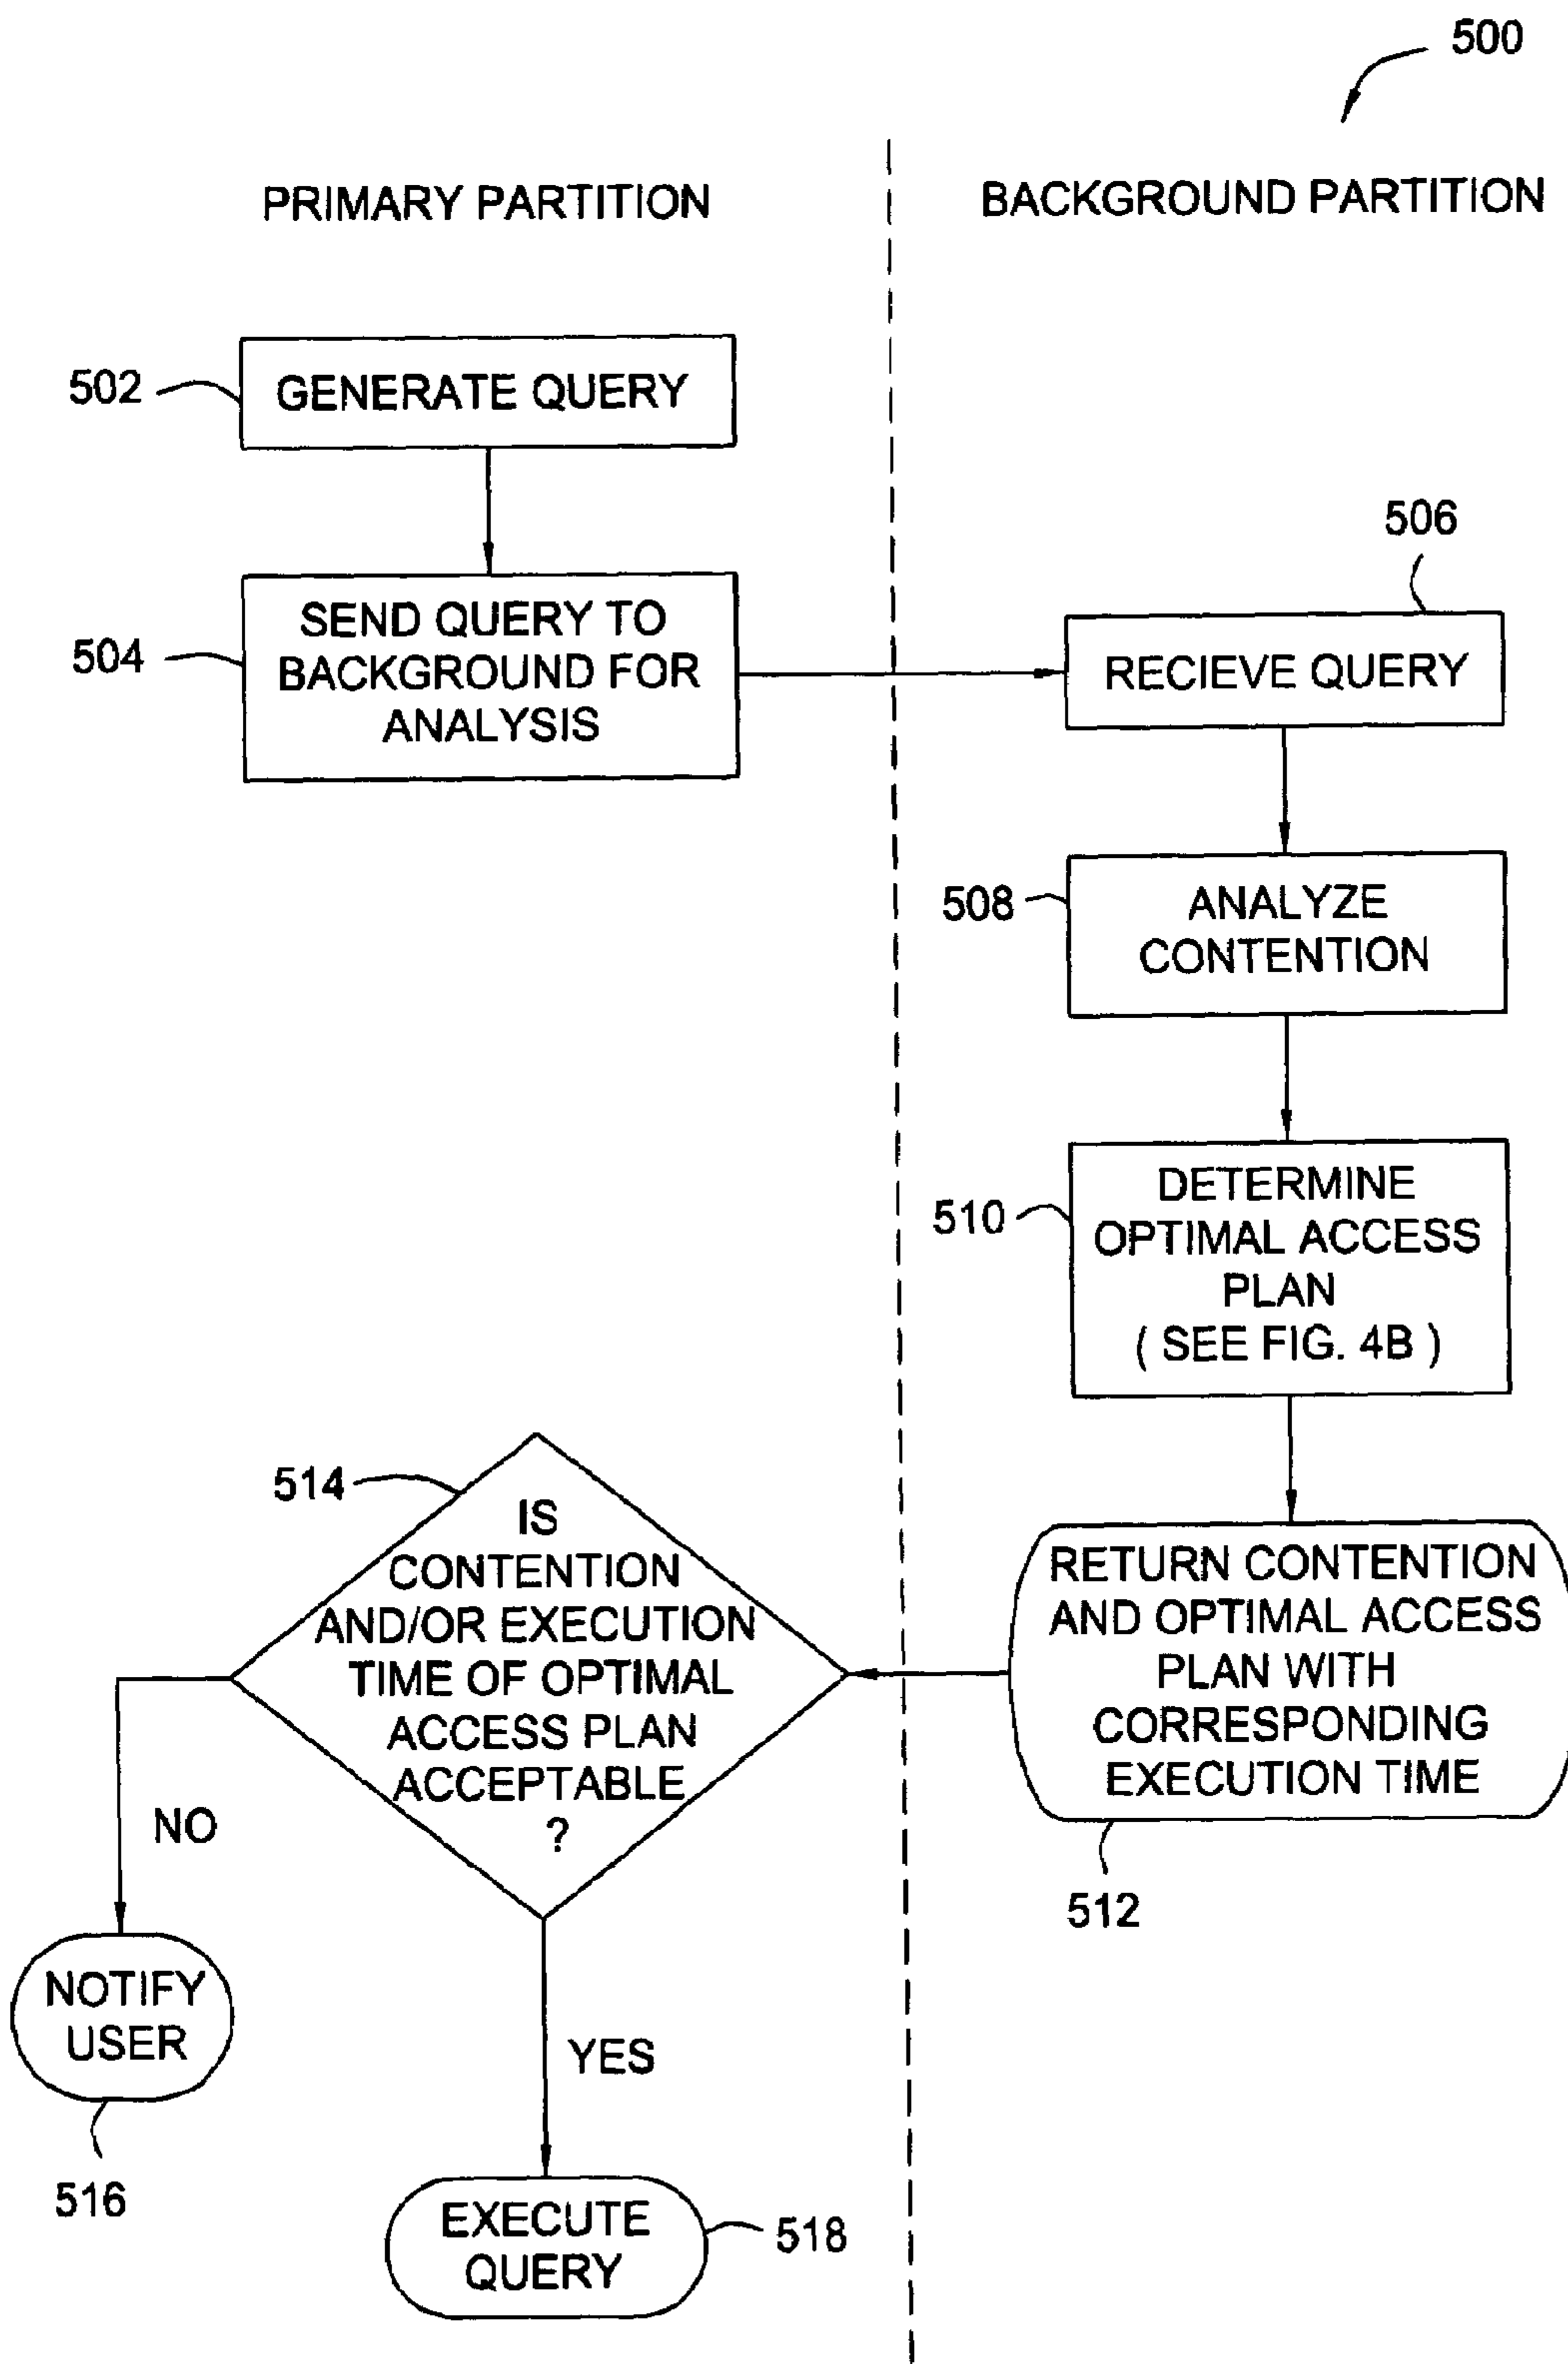 500
PRIMARY PARTITION
BACKGROUND PARTITION
502
GENERATE QUERY
504
SEND QUERY TO
BACKGROUND FOR
ANALYSIS
506
RECIEVE QUERY
508
ANALYZE
CONTENTION
510
DETERMINE
OPTIMAL ACCESS
PLAN
( SEE FIG. 4B )
RETURN CONTENTION
AND OPTIMAL ACCESS
PLAN WITH
CORRESPONDING
EXECUTION TIME
512
514
IS
CONTENTION
AND/OR EXECUTION
TIME OF OPTIMAL
ACCESS PLAN
ACCEPTABLE
?
NO
NOTIFY
USER
516
YES
EXECUTE
QUERY
518